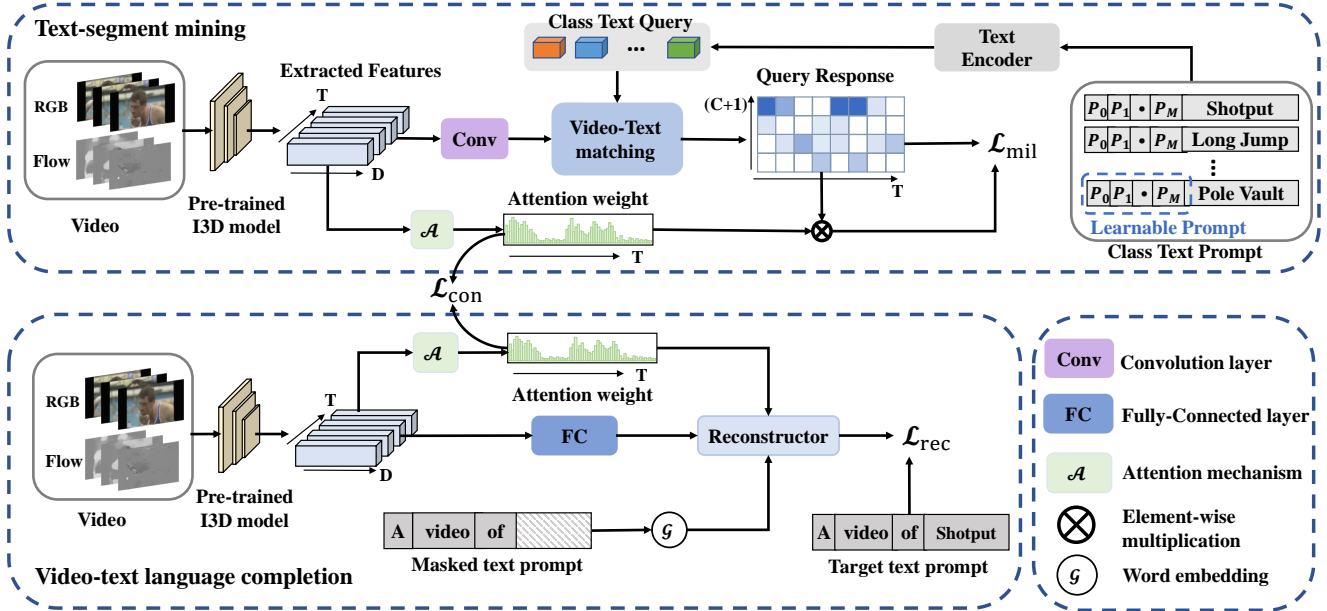 Text-segment mining
RGB
Flow
Video
Pre-trained
I3D model
Extracted Features
T
D
Conv
Class Text Query
...
Video-Text
matching
Query Response
(C+1)
T
Text
Encoder
P0 P1 • PM Shotput
P0 P1 • PM Long Jump
⋮
P0 P1 • PM Pole Vault
Learnable Prompt
Class Text Prompt
𝓐
Attention weight
T
ℒmil
ℒcon
RGB
Flow
Video
Pre-trained
I3D model
T
D
𝓐
T
Attention weight
FC
Reconstructor
ℒrec
A video of
Masked text prompt
𝒢
A video of Shotput
Target text prompt
Video-text language completion
Conv Convolution layer
FC Fully-Connected layer
𝓐 Attention mechanism
Element-wise
multiplication
𝒢 Word embedding